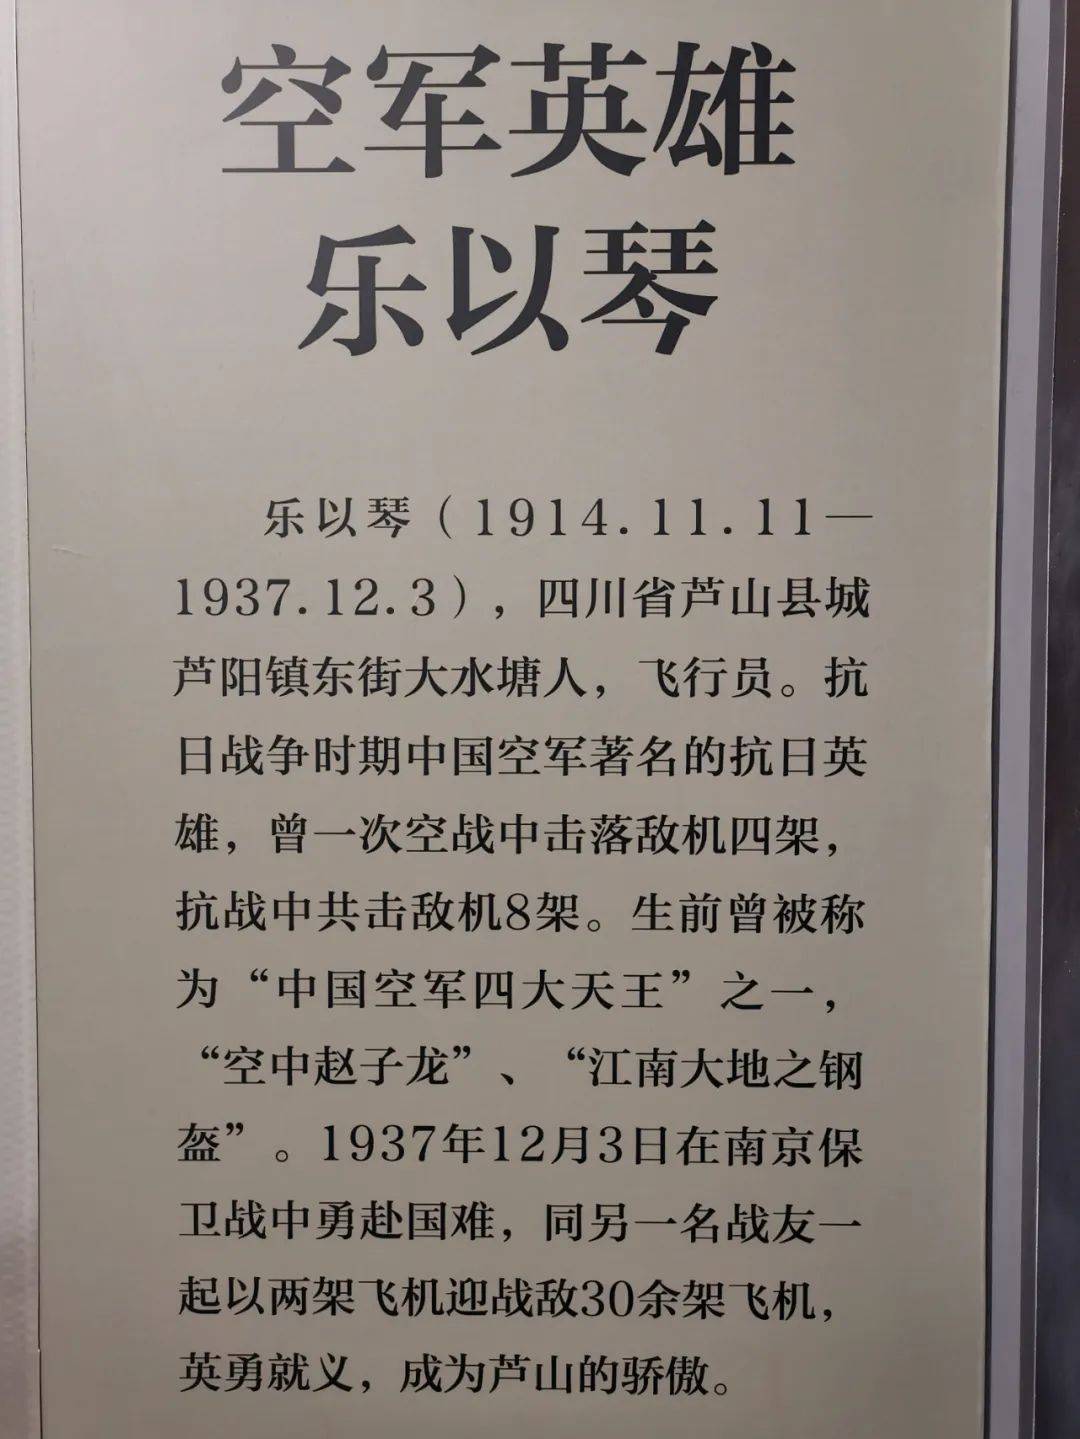 空军英雄
乐以琴
乐以琴（1914.11.11—
1937.12.3），四川省芦山县城
芦阳镇东街大水塘人，飞行员。抗
日战争时期中国空军著名的抗日英
雄，曾一次空战中击落敌机四架，
抗战中共击敌机8架。生前曾被称
为“中国空军四大天王”之一，
“空中赵子龙”、“江南大地之钢
盔”。1937年12月3日在南京保
卫战中勇赴国难，同另一名战友一
起以两架飞机迎战敌30余架飞机，
英勇就义，成为芦山的骄傲。